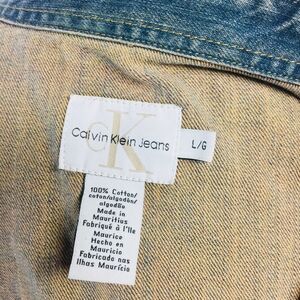 CK
Calvin Klein Jeans
L/G
100% Cotton/
coton/algodón/
algodão
Made in
Mauritius
Fabriqué à l'Ile
Maurice
Hecho en
Mauricio
Fabricado nas
Ilhas Maurício